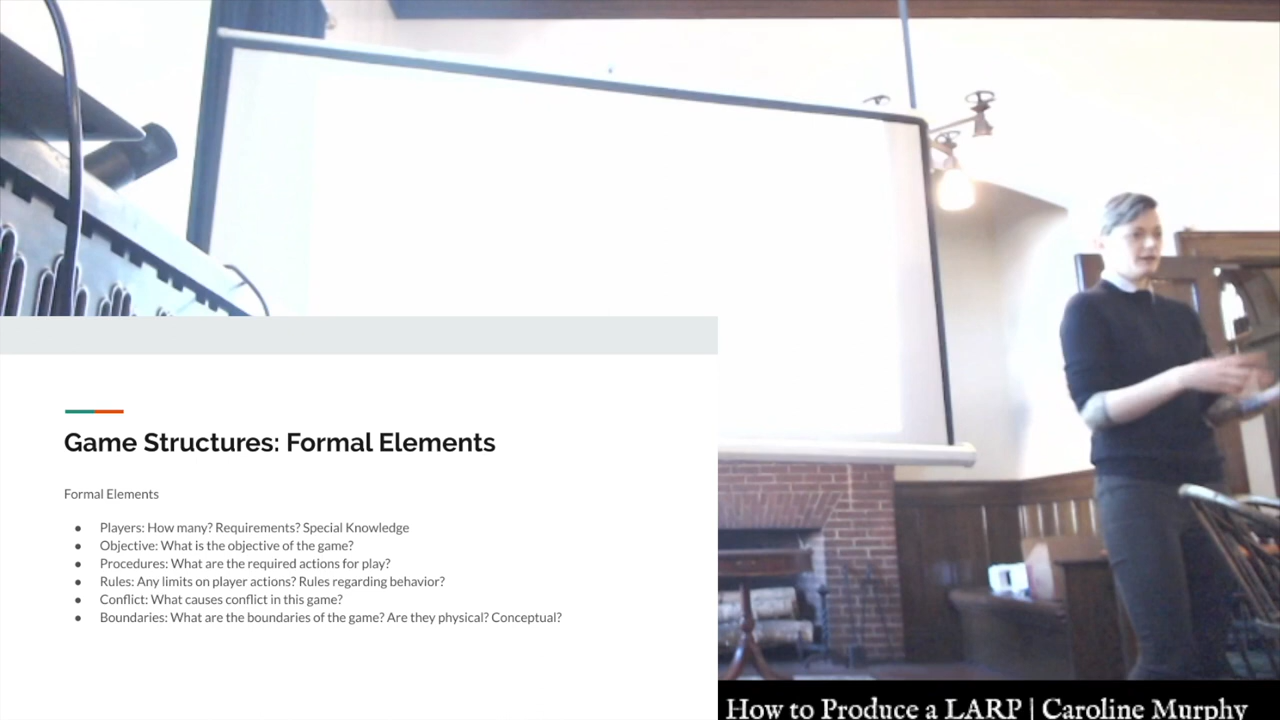 Game Structures: Formal Elements
Formal Elements
● Players: How many? Requirements? Special Knowledge
● Objective: What is the objective of the game?
● Procedures: What are the required actions for play?
● Rules: Any limits on player actions? Rules regarding behavior?
● Conflict: What causes conflict in this game?
● Boundaries: What are the boundaries of the game? Are they physical? Conceptual?
How to Produce a LARP | Caroline Murphy